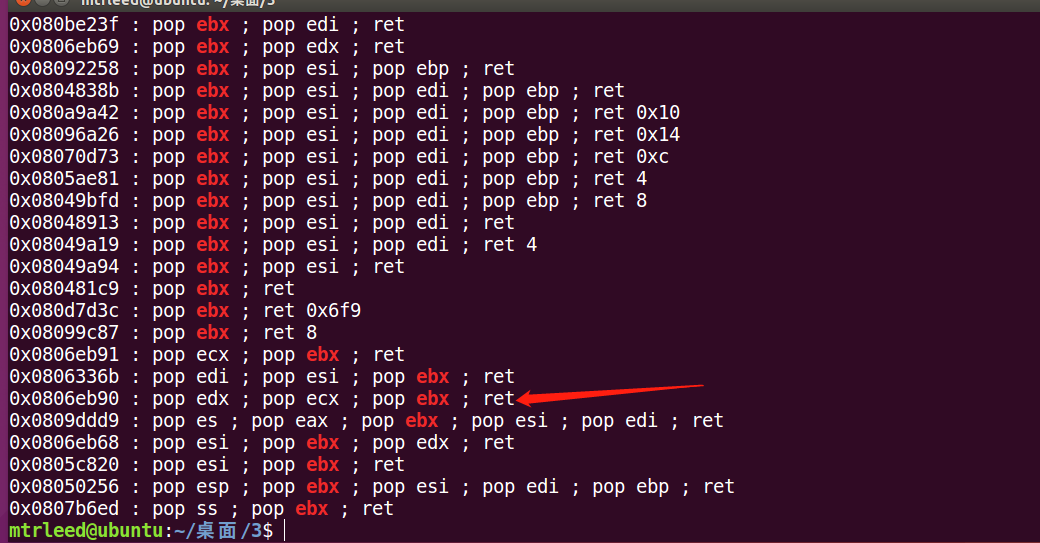 mtrleed@ubuntu: ~/桌面/3
0x080be23f : pop ebx ; pop edi ; ret
0x0806eb69 : pop ebx ; pop edx ; ret
0x08092258 : pop ebx ; pop esi ; pop ebp ; ret
0x0804838b : pop ebx ; pop esi ; pop edi ; pop ebp ; ret
0x080a9a42 : pop ebx ; pop esi ; pop edi ; pop ebp ; ret 0x10
0x08096a26 : pop ebx ; pop esi ; pop edi ; pop ebp ; ret 0x14
0x08070d73 : pop ebx ; pop esi ; pop edi ; pop ebp ; ret 0xc
0x0805ae81 : pop ebx ; pop esi ; pop edi ; pop ebp ; ret 4
0x08049bfd : pop ebx ; pop esi ; pop edi ; pop ebp ; ret 8
0x08048913 : pop ebx ; pop esi ; pop edi ; ret
0x08049a19 : pop ebx ; pop esi ; pop edi ; ret 4
0x08049a94 : pop ebx ; pop esi ; ret
0x080481c9 : pop ebx ; ret
0x080d7d3c : pop ebx ; ret 0x6f9
0x08099c87 : pop ebx ; ret 8
0x0806eb91 : pop ecx ; pop ebx ; ret
0x0806336b : pop edi ; pop esi ; pop ebx ; ret
0x0806eb90 : pop edx ; pop ecx ; pop ebx ; ret
0x0809ddd9 : pop es ; pop eax ; pop ebx ; pop esi ; pop edi ; ret
0x0806eb68 : pop esi ; pop ebx ; pop edx ; ret
0x0805c820 : pop esi ; pop ebx ; ret
0x08050256 : pop esp ; pop ebx ; pop esi ; pop edi ; pop ebp ; ret
0x0807b6ed : pop ss ; pop ebx ; ret
mtrleed@ubuntu:~/桌面/3$